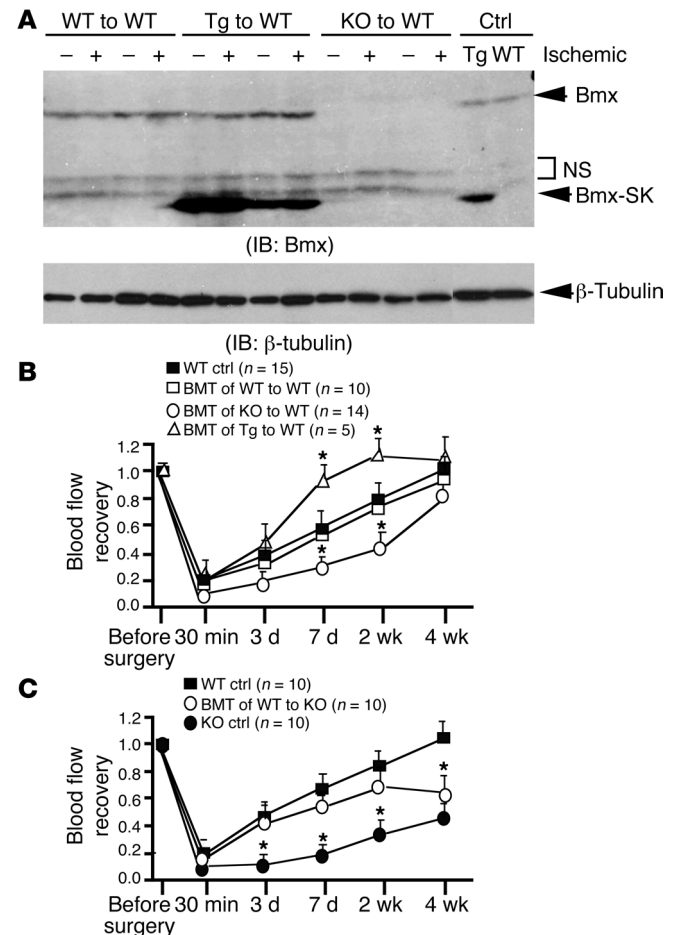 A
WT to WT Tg to WT KO to WT Ctrl
– + – + – + – + – + – + Tg WT Ischemic
Bmx
NS
Bmx-SK
(IB: Bmx)
β-Tubulin
(IB: β-tubulin)
B
WT ctrl (n = 15)
BMT of WT to WT (n = 10)
BMT of KO to WT (n = 14)
BMT of Tg to WT (n = 5)
Blood flow
recovery
1.2
1.0
0.8
0.6
0.4
0.2
0.0
* *
* *
Before 30 min 3 d 7 d 2 wk 4 wk
surgery
C
WT ctrl (n = 10)
BMT of WT to KO (n = 10)
KO ctrl (n = 10)
Blood flow
recovery
1.2
1.0
0.8
0.6
0.4
0.2
0.0
* * * *
Before 30 min 3 d 7 d 2 wk 4 wk
surgery